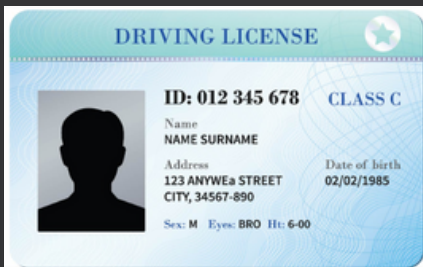 DRIVING LICENSE
ID: 012 345 678 CLASS C
Name
NAME SURNAME
Address Date of birth
123 ANYWEa STREET 02/02/1985
CITY, 34567-890
Sex: M Eyes: BRO Ht: 6-00